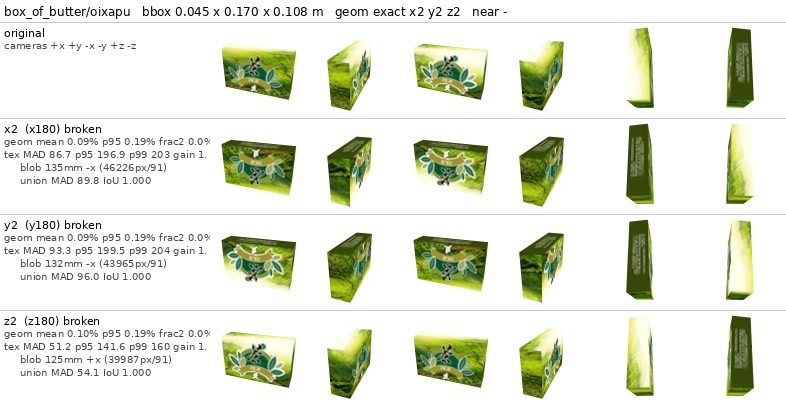 box_of_butter/oixapu   bbox 0.045 x 0.170 x 0.108 m   geom exact x2 y2 z2   near -
original
cameras +x +y -x -y +z -z
x2  (x180) broken
geom mean 0.09% p95 0.19% frac2 0.0%
tex MAD 86.7 p95 196.9 p99 203 gain 1.
blob 135mm -x (46226px/91)
union MAD 89.8 IoU 1.000
y2  (y180) broken
geom mean 0.09% p95 0.19% frac2 0.0%
tex MAD 93.3 p95 199.5 p99 204 gain 1.
blob 132mm -x (43965px/91)
union MAD 96.0 IoU 1.000
z2  (z180) broken
geom mean 0.10% p95 0.19% frac2 0.0%
tex MAD 51.2 p95 141.6 p99 160 gain 1.
blob 125mm +x (39987px/91)
union MAD 54.1 IoU 1.000